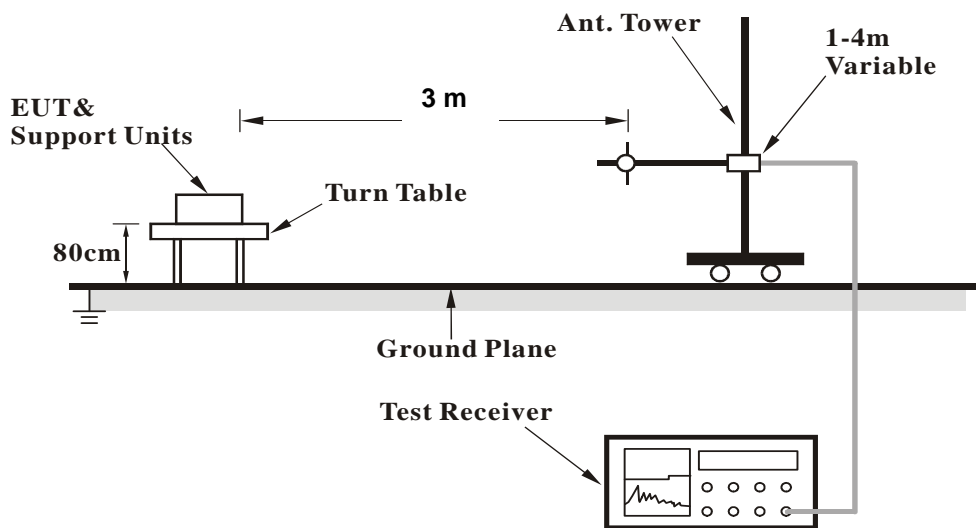 Ant. Tower
1-4m
Variable
3 m
EUT&
Support Units
Turn Table
80cm
Ground Plane
Test Receiver